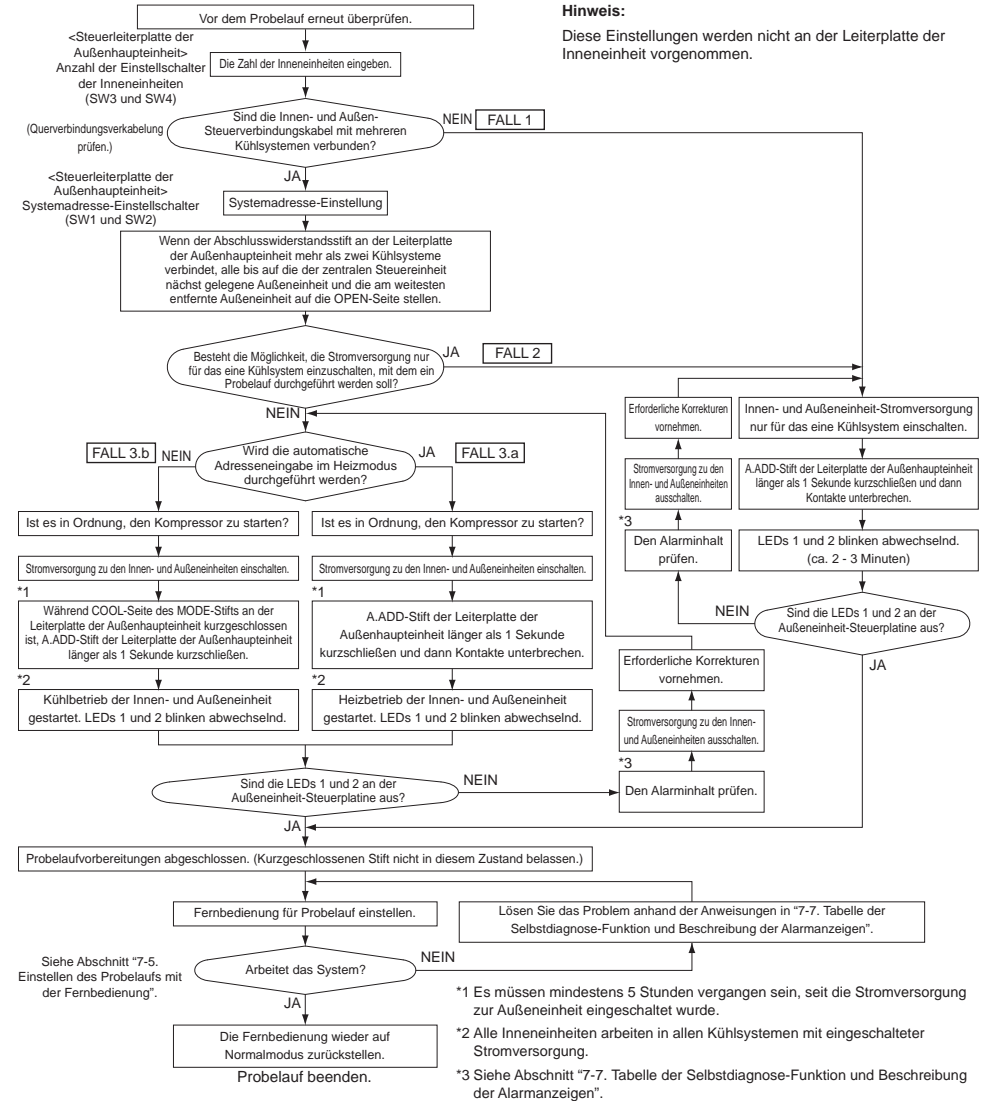 Vor dem Probelauf erneut überprüfen.
Hinweis:
Diese Einstellungen werden nicht an der Leiterplatte der
Inneneinheit vorgenommen.
<Steuerleiterplatte der
Außenhaupteinheit>
Anzahl der Einstellschalter
der Inneneinheiten
(SW3 und SW4)
Die Zahl der Inneneinheiten eingeben.
(Querverbindungsverkabelung
prüfen.)
Sind die Innen- und Außen-
Steuerverbindungskabel mit mehreren
Kühlsystemen verbunden?
NEIN
FALL 1
JA
<Steuerleiterplatte der
Außenhaupteinheit>
Systemadresse-Einstellschalter
(SW1 und SW2)
Systemadresse-Einstellung
Wenn der Abschlusswiderstandsstift an der Leiterplatte
der Außenhaupteinheit mehr als zwei Kühlsysteme
verbindet, alle bis auf die der zentralen Steuereinheit
nächst gelegene Außeneinheit und die am weitesten
entfernte Außeneinheit auf die OPEN-Seite stellen.
Besteht die Möglichkeit, die Stromversorgung nur
für das eine Kühlsystem einzuschalten, mit dem ein
Probelauf durchgeführt werden soll?
JA
FALL 2
NEIN
FALL 3.b
NEIN
Wird die automatische
Adresseneingabe im Heizmodus
durchgeführt werden?
JA
FALL 3.a
Ist es in Ordnung, den Kompressor zu starten?
Ist es in Ordnung, den Kompressor zu starten?
Stromversorgung zu den Innen- und Außeneinheiten einschalten.
Stromversorgung zu den Innen- und Außeneinheiten einschalten.
*1
*1
Während COOL-Seite des MODE-Stifts an der
Leiterplatte der Außenhaupteinheit kurzgeschlossen
ist, A.ADD-Stift der Leiterplatte der Außenhaupteinheit
länger als 1 Sekunde kurzschließen.
A.ADD-Stift der Leiterplatte der
Außenhaupteinheit länger als 1 Sekunde
kurzschließen und dann Kontakte unterbrechen.
*2
*2
Kühlbetrieb der Innen- und Außeneinheit
gestartet. LEDs 1 und 2 blinken abwechselnd.
Heizbetrieb der Innen- und Außeneinheit
gestartet. LEDs 1 und 2 blinken abwechselnd.
Erforderliche Korrekturen
vornehmen.
Stromversorgung zu den
Innen- und Außeneinheiten
ausschalten.
*3
Den Alarminhalt
prüfen.
Innen- und Außeneinheit-Stromversorgung
nur für das eine Kühlsystem einschalten.
A.ADD-Stift der Leiterplatte der Außenhaupteinheit
länger als 1 Sekunde kurzschließen und dann
Kontakte unterbrechen.
LEDs 1 und 2 blinken abwechselnd.
(ca. 2 - 3 Minuten)
NEIN
Sind die LEDs 1 und 2 an der
Außeneinheit-Steuerplatine aus?
JA
Erforderliche Korrekturen
vornehmen.
Stromversorgung zu den Innen-
und Außeneinheiten ausschalten.
*3
Den Alarminhalt prüfen.
Sind die LEDs 1 und 2 an der
Außeneinheit-Steuerplatine aus?
NEIN
JA
Probelaufvorbereitungen abgeschlossen. (Kurzgeschlossenen Stift nicht in diesem Zustand belassen.)
Fernbedienung für Probelauf einstellen.
Lösen Sie das Problem anhand der Anweisungen in "7-7. Tabelle der
Selbstdiagnose-Funktion und Beschreibung der Alarmanzeigen".
Siehe Abschnitt "7-5.
Einstellen des Probelaufs mit
der Fernbedienung".
Arbeitet das System?
NEIN
JA
Die Fernbedienung wieder auf
Normalmodus zurückstellen.
Probelauf beenden.
*1 Es müssen mindestens 5 Stunden vergangen sein, seit die Stromversorgung
zur Außeneinheit eingeschaltet wurde.
*2 Alle Inneneinheiten arbeiten in allen Kühlsystemen mit eingeschalteter
Stromversorgung.
*3 Siehe Abschnitt "7-7. Tabelle der Selbstdiagnose-Funktion und Beschreibung
der Alarmanzeigen".